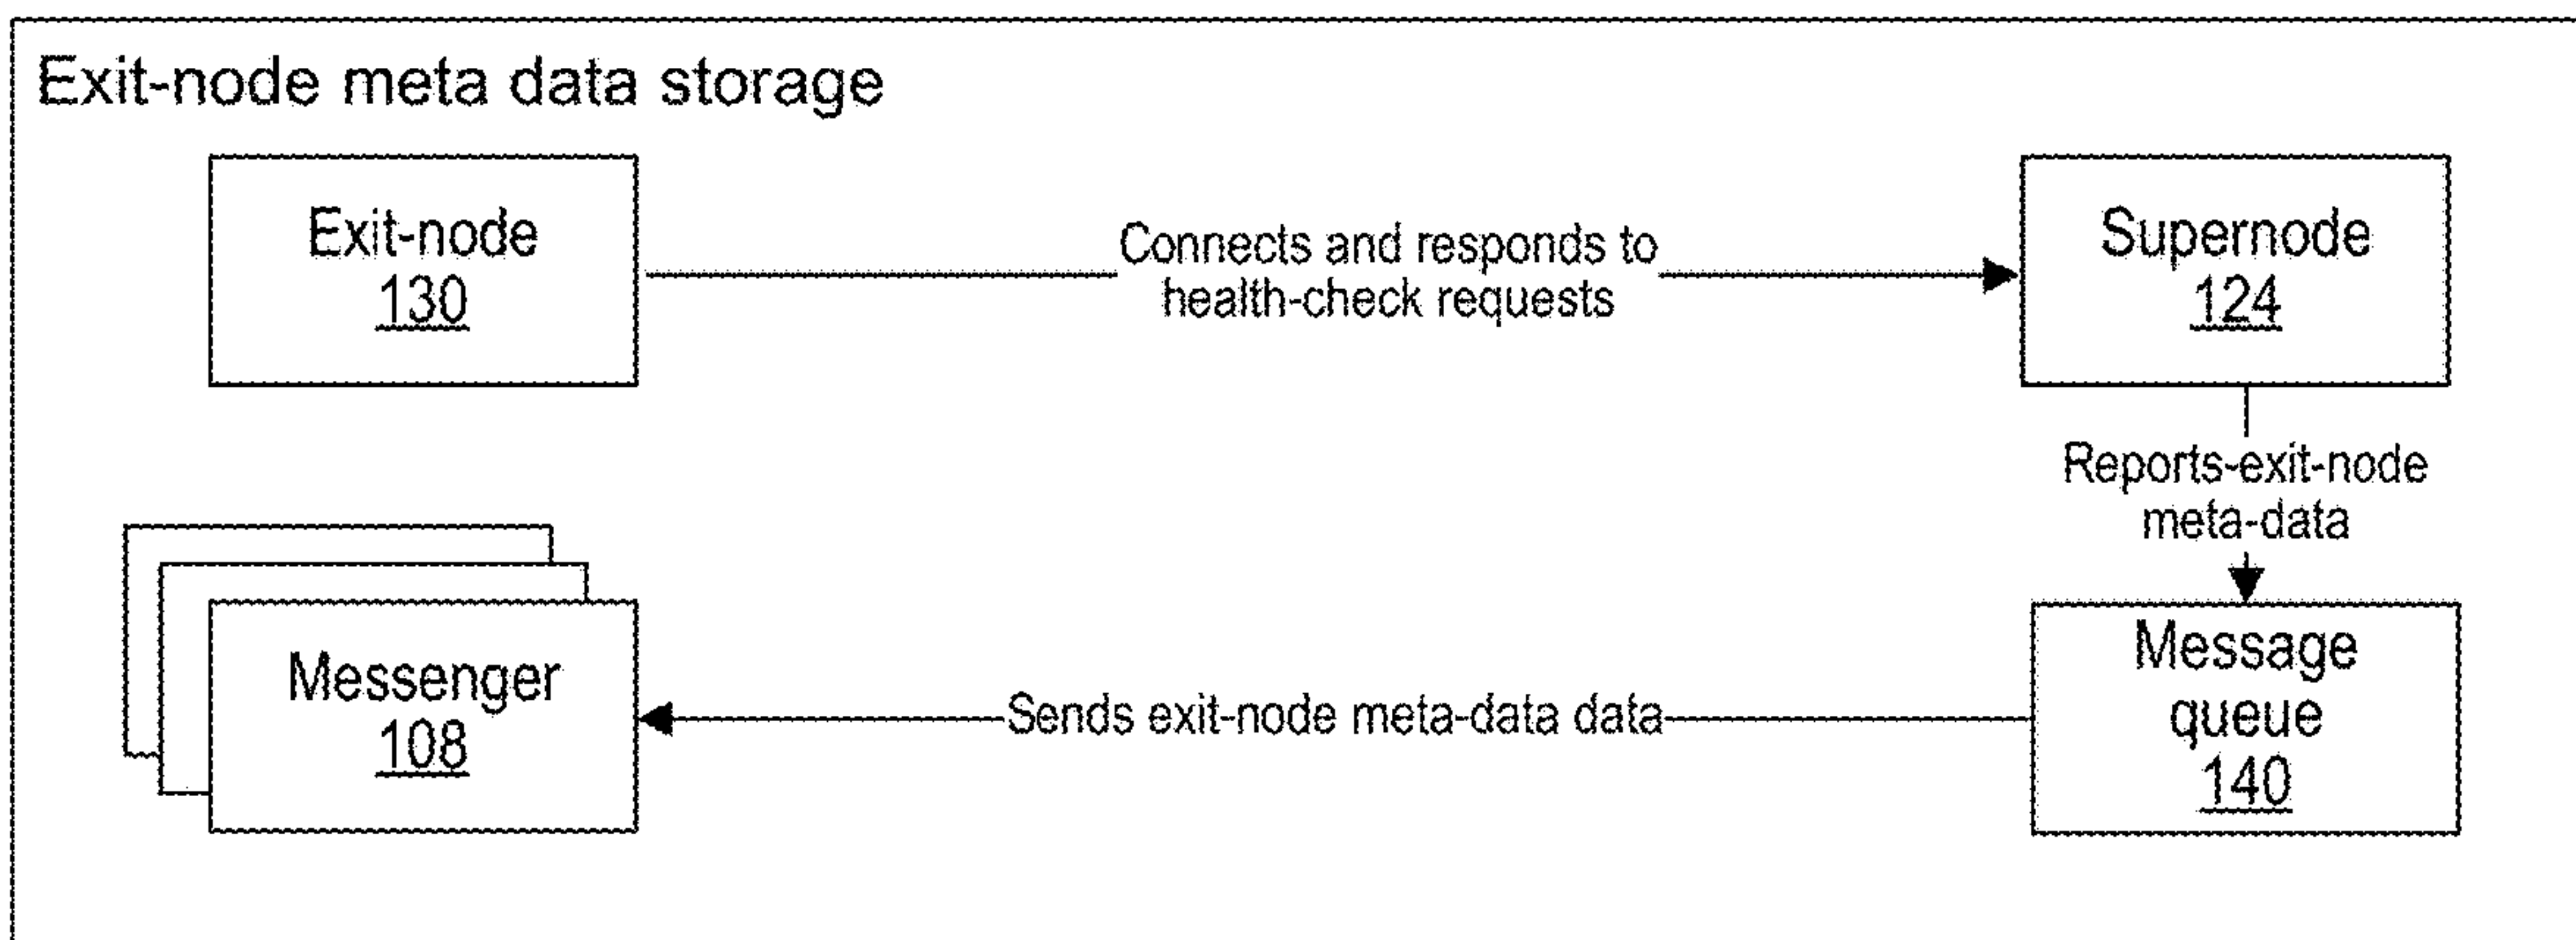 Exit-node meta data storage
Exit-node
130
Connects and responds to
health-check requests
Supernode
124
Reports-exit-node
meta-data
Message
queue
140
Sends exit-node meta-data data
Messenger
108